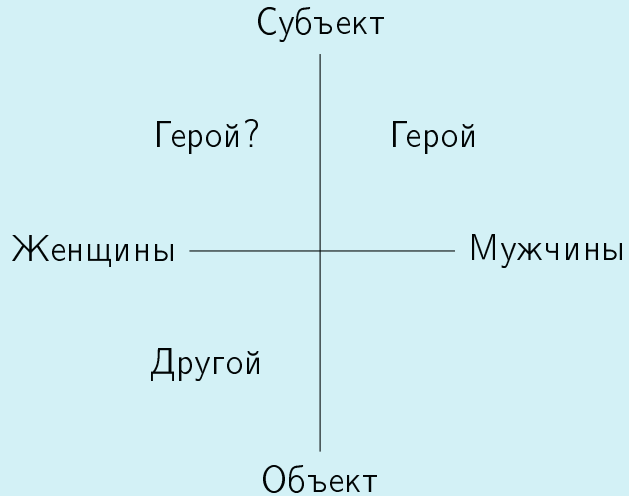 Субъект
Герой? Герой
Женщины Мужчины
Другой
Объект